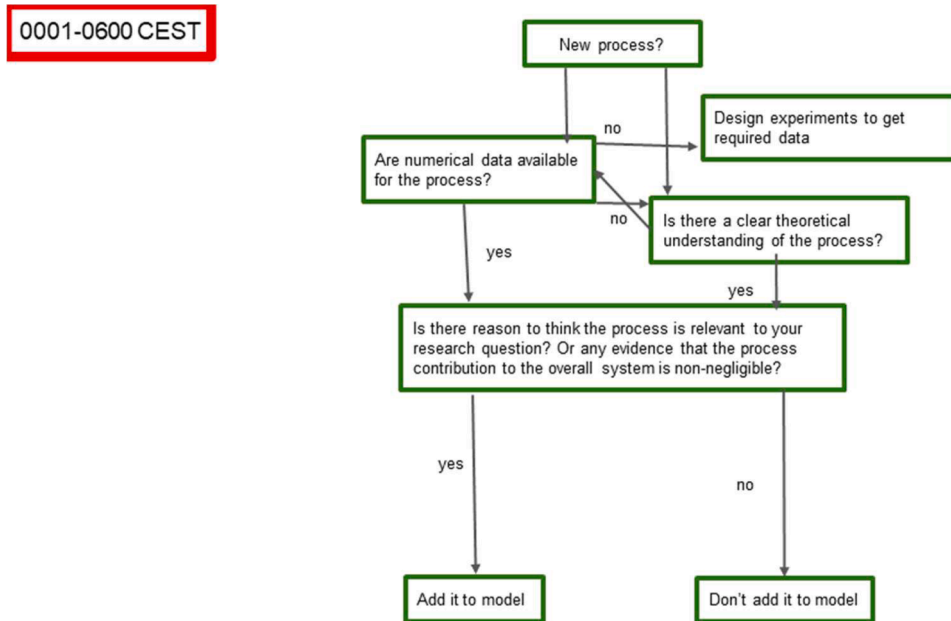 0001-0600 CEST
New process?
Design experiments to get
required data
no
Are numerical data available
for the process?
no
Is there a clear theoretical
understanding of the process?
yes
yes
Is there reason to think the process is relevant to your
research question? Or any evidence that the process
contribution to the overall system is non-negligible?
yes
no
Add it to model
Don't add it to model